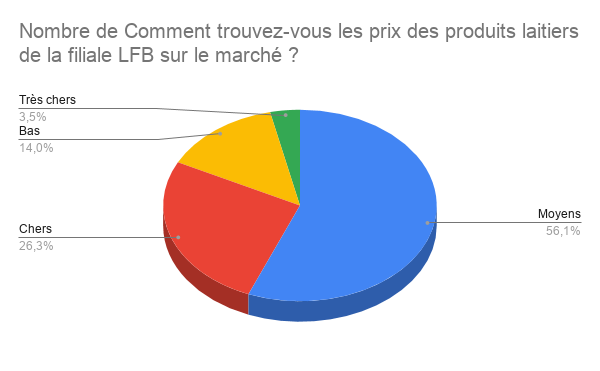 Nombre de Comment trouvez-vous les prix des produits laitiers
de la filiale LFB sur le marché ?
Très chers
3,5%
Bas
14,0%
Chers
26,3%
Moyens
56,1%